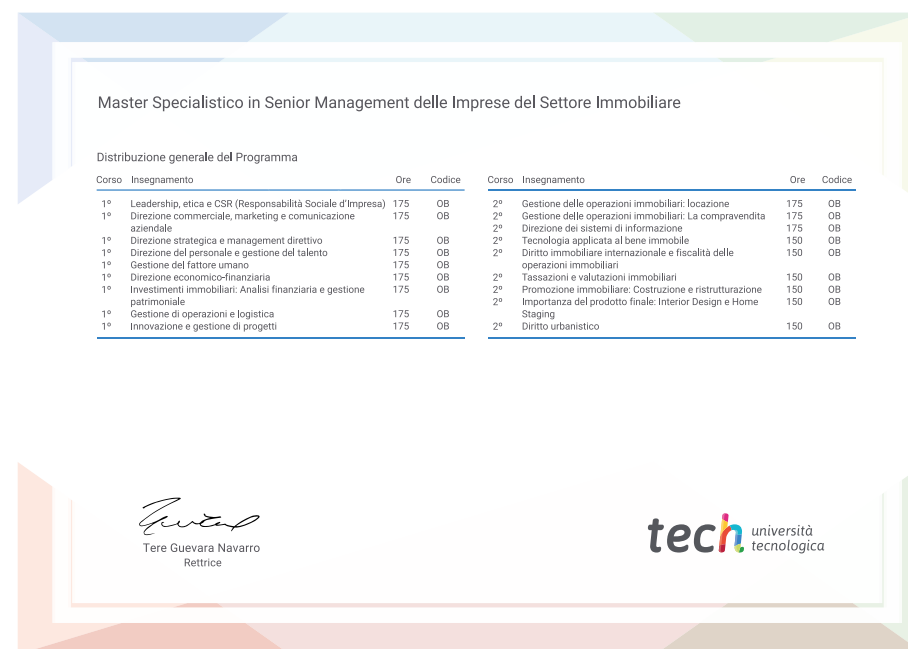 Master Specialistico in Senior Management delle Imprese del Settore Immobiliare
Distribuzione generale del Programma
Corso Insegnamento Ore Codice
1º Leadership, etica e CSR (Responsabilità Sociale d'Impresa) 175 OB
1º Direzione commerciale, marketing e comunicazione 175 OB
aziendale
1º Direzione strategica e management direttivo 175 OB
1º Direzione del personale e gestione del talento 175 OB
1º Gestione del fattore umano 175 OB
1º Direzione economico-finanziaria 175 OB
1º Investimenti immobiliari: Analisi finanziaria e gestione 175 OB
patrimoniale
1º Gestione di operazioni e logistica 175 OB
1º Innovazione e gestione di progetti 175 OB
Corso Insegnamento Ore Codice
2º Gestione delle operazioni immobiliari: locazione 175 OB
2º Gestione delle operazioni immobiliari: La compravendita 175 OB
2º Direzione dei sistemi di informazione 175 OB
2º Tecnologia applicata al bene immobile 150 OB
2º Diritto immobiliare internazionale e fiscalità delle 150 OB
operazioni immobiliari
2º Tassazioni e valutazioni immobiliari 150 OB
2º Promozione immobiliare: Costruzione e ristrutturazione 150 OB
2º Importanza del prodotto finale: Interior Design e Home 150 OB
Staging
2º Diritto urbanistico 150 OB
Tere Guevara Navarro
Rettrice
tech università
tecnologica